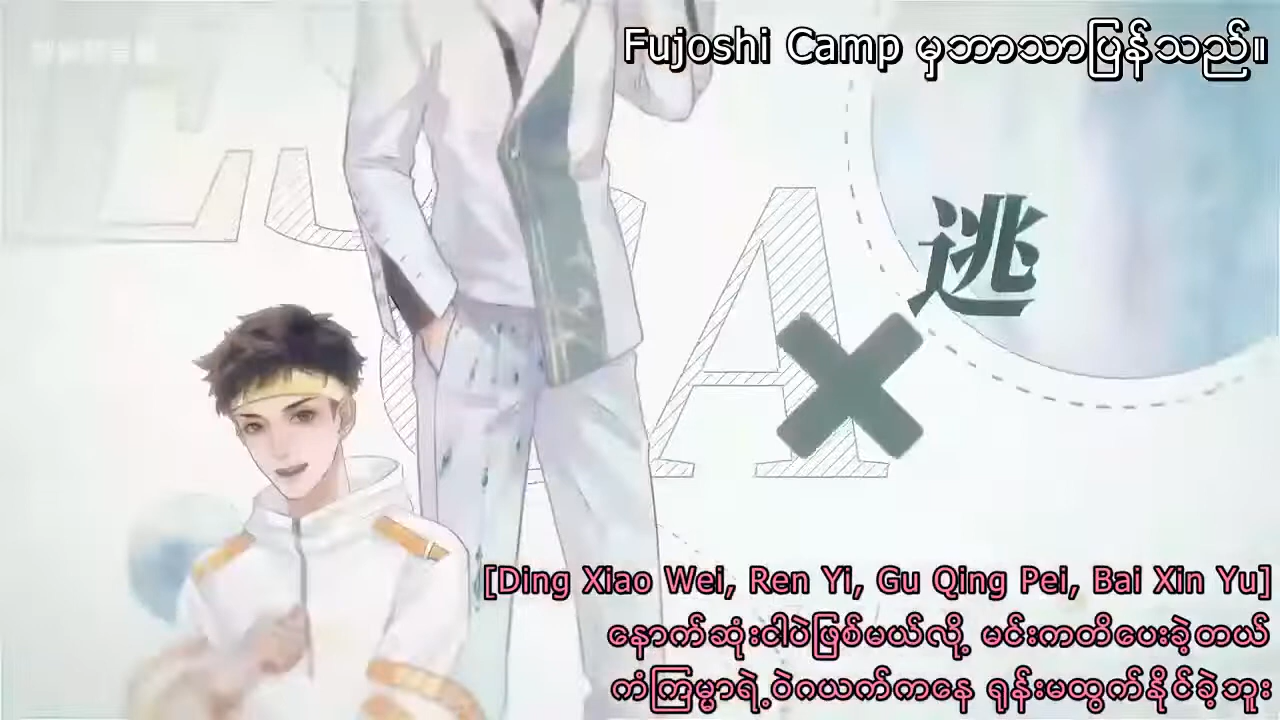 Fujoshi Camp မှဘာသာပြန်သည်။
逃
[Ding Xiao Wei, Ren Yi, Gu Qing Pei, Bai Xin Yu]
နောက်ဆုံးငါပဲဖြစ်မယ်လို့ မင်းကတိပေးခဲ့တယ်
ကံကြမ္မာရဲ့ဝဲဂယက်ကနေ ရုန်းမထွက်နိုင်ခဲ့ဘူး